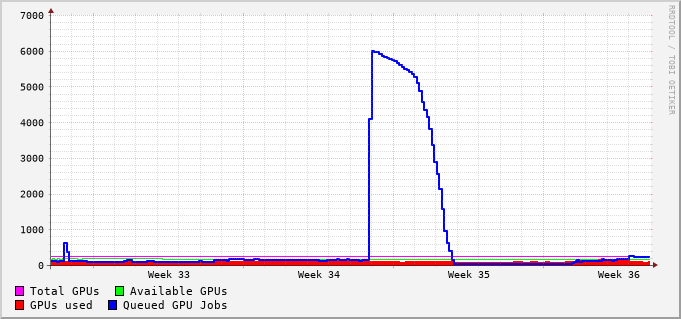 7000
6000
5000
4000
3000
2000
1000
0
Week 33 Week 34 Week 35 Week 36
Total GPUs Available GPUs
GPUs used Queued GPU Jobs
RRDTOOL / TOBI OETIKER